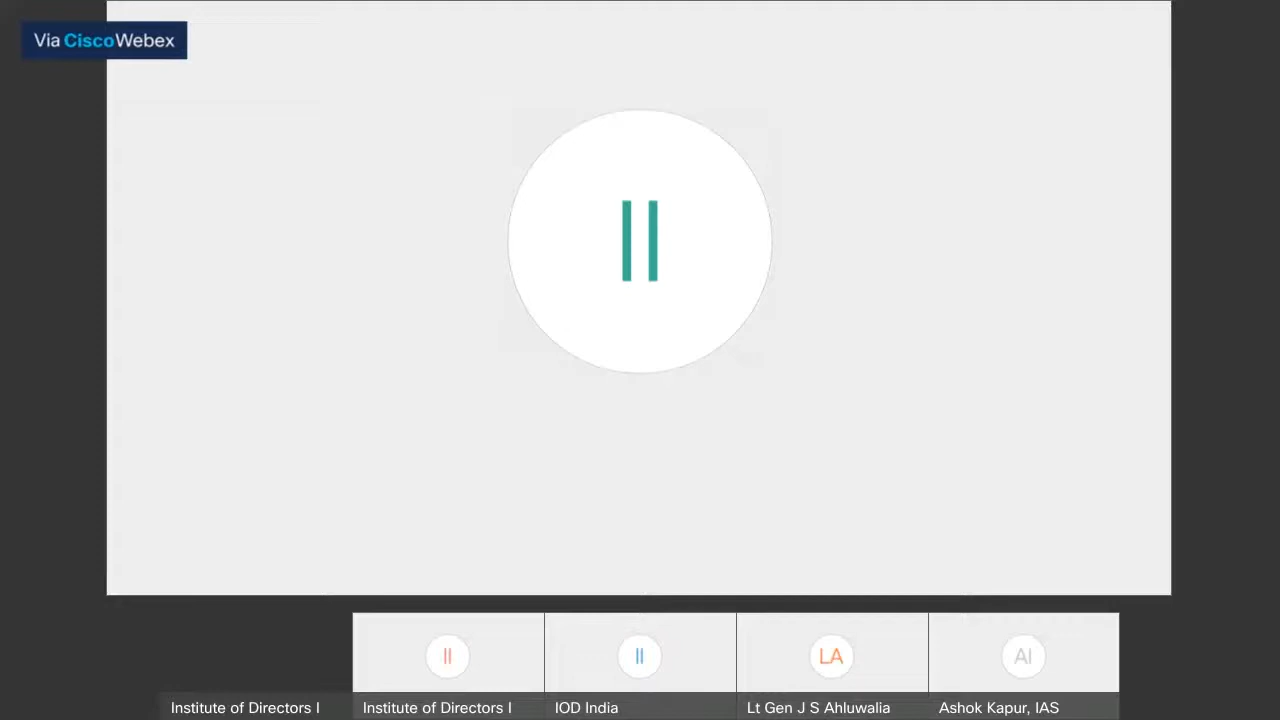 Via CiscoWebex
II
II
II
LA
AI
Institute of Directors I
Institute of Directors I
IOD India
Lt Gen J S Ahluwalia
Ashok Kapur, IAS